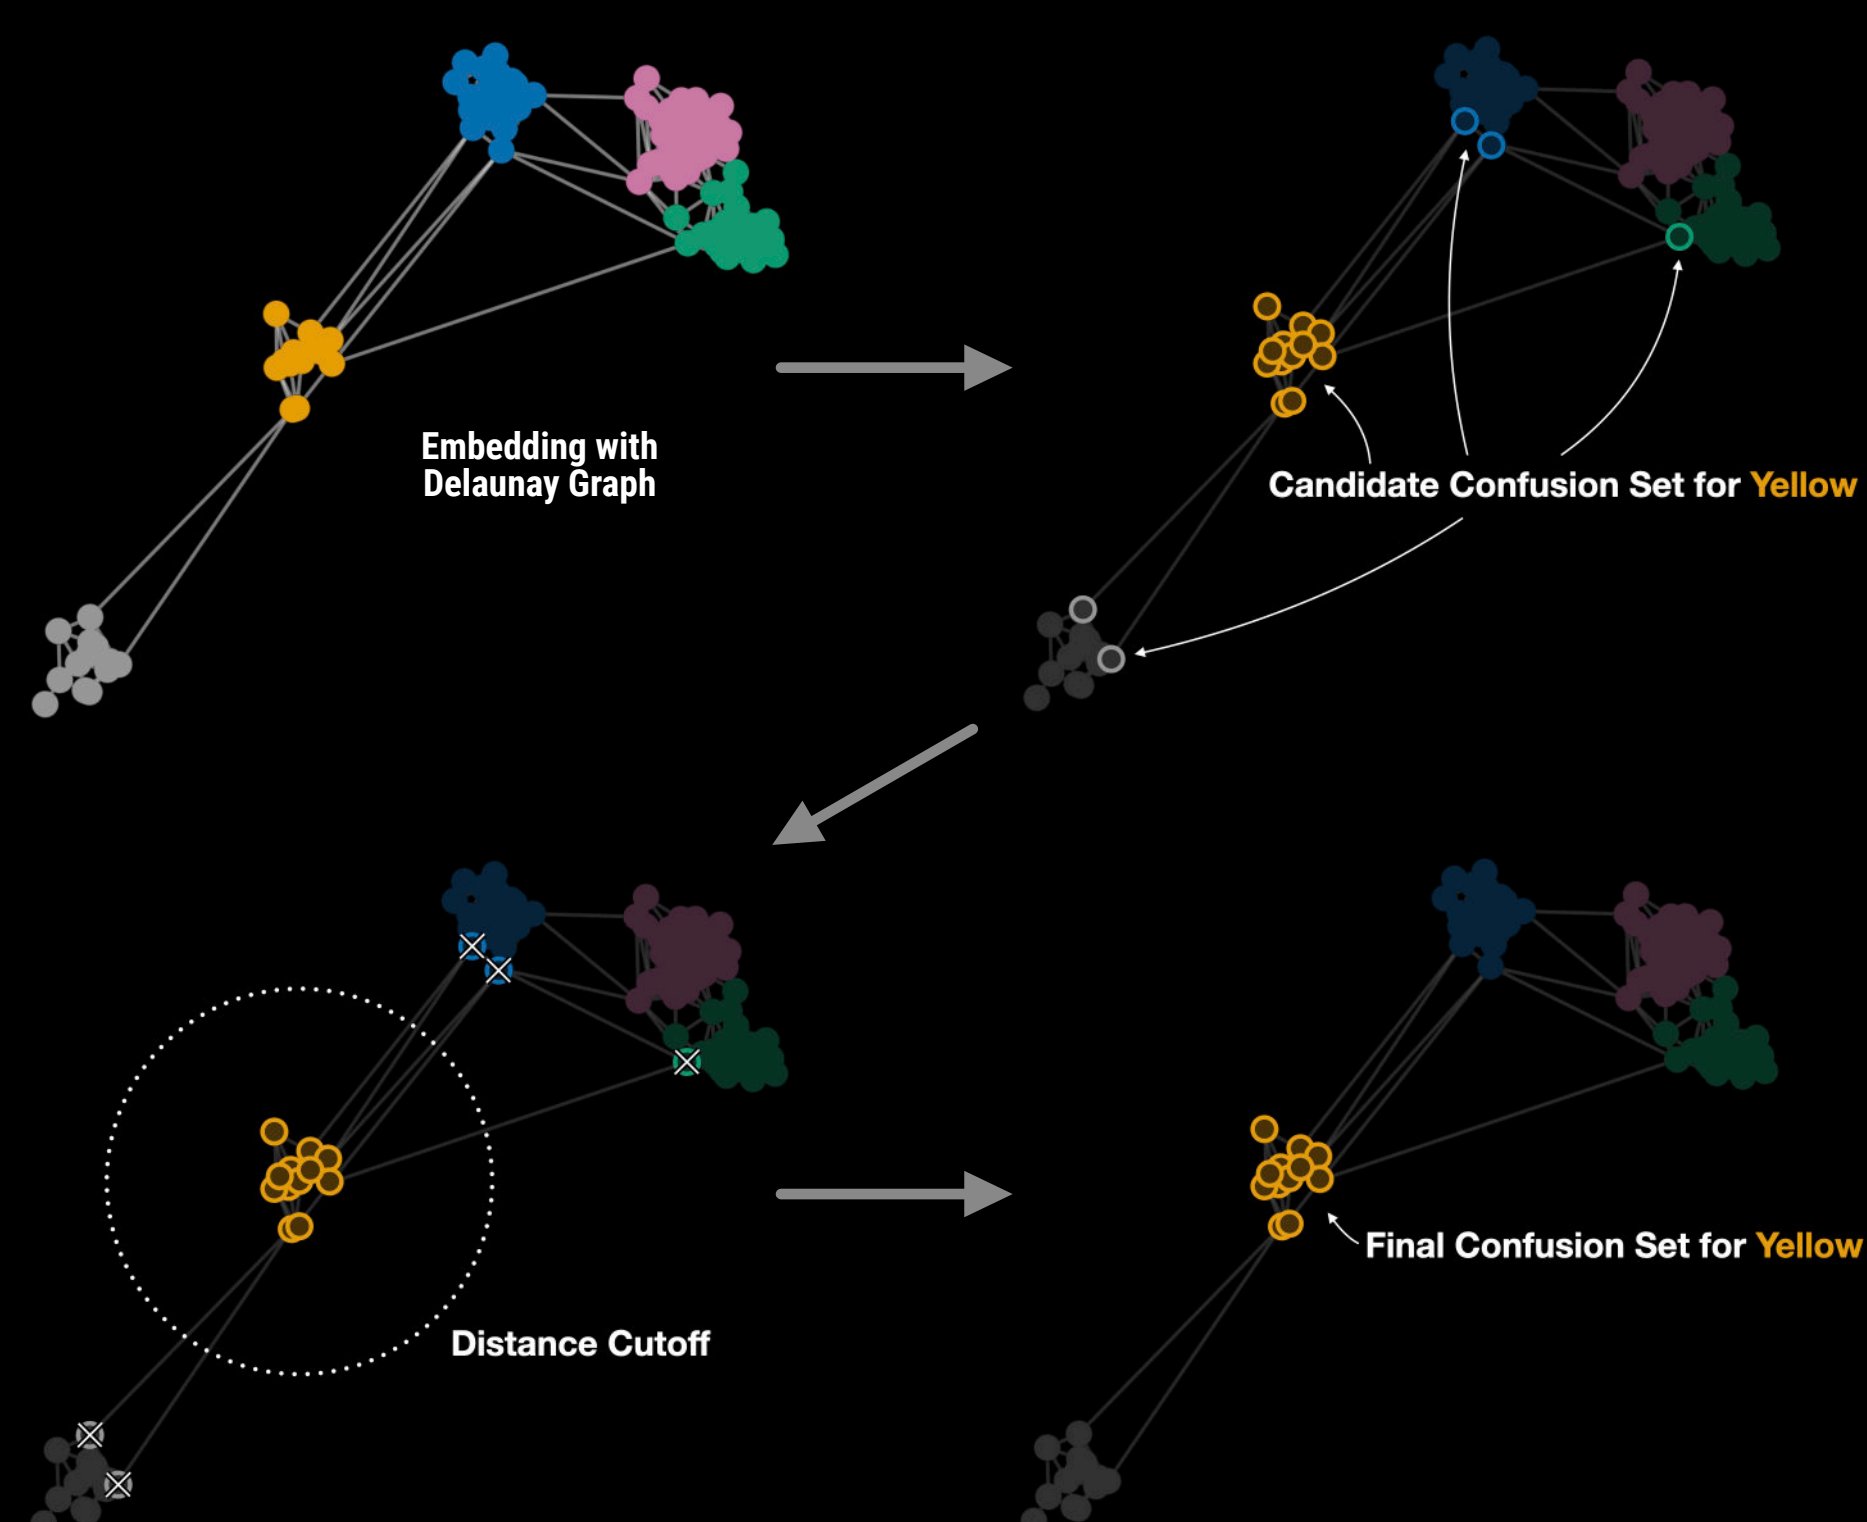 Embedding with
Delaunay Graph
Candidate Confusion Set for Yellow
Distance Cutoff
Final Confusion Set for Yellow